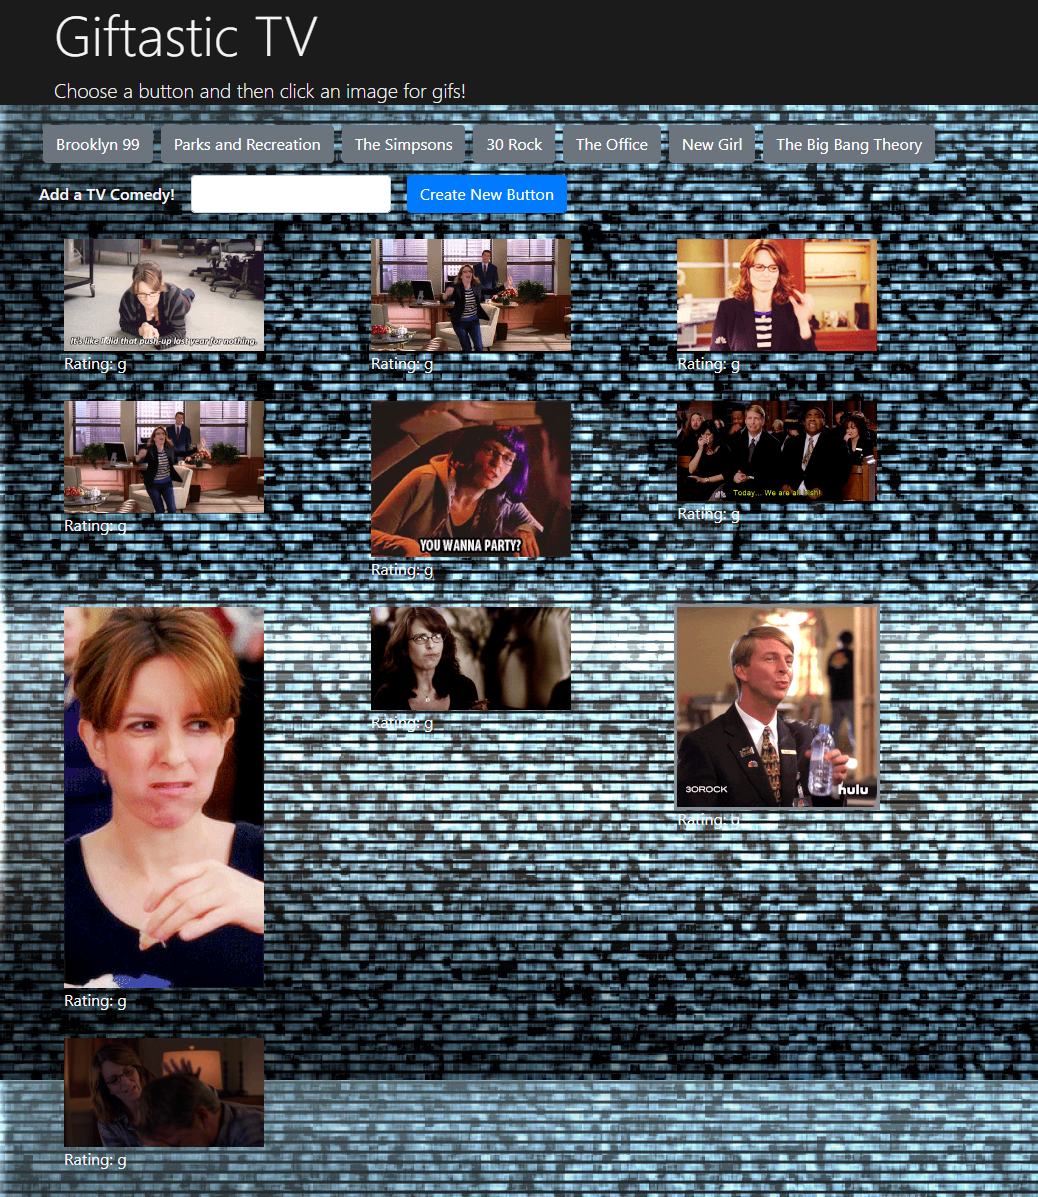 Giftastic TV
Choose a button and then click an image for gifs!
Brooklyn 99 Parks and Recreation The Simpsons 30 Rock The Office New Girl The Big Bang Theory
Add a TV Comedy! Create New Button
It's like I did that push-up last year for nothing.
Rating: g Rating: g Rating: g
Today... We are all
Rating: g Rating: g
YOU WANNA PARTY?
Rating: g
Rating: g
30ROCK hulu
Rating: g
Rating: g
Rating: g